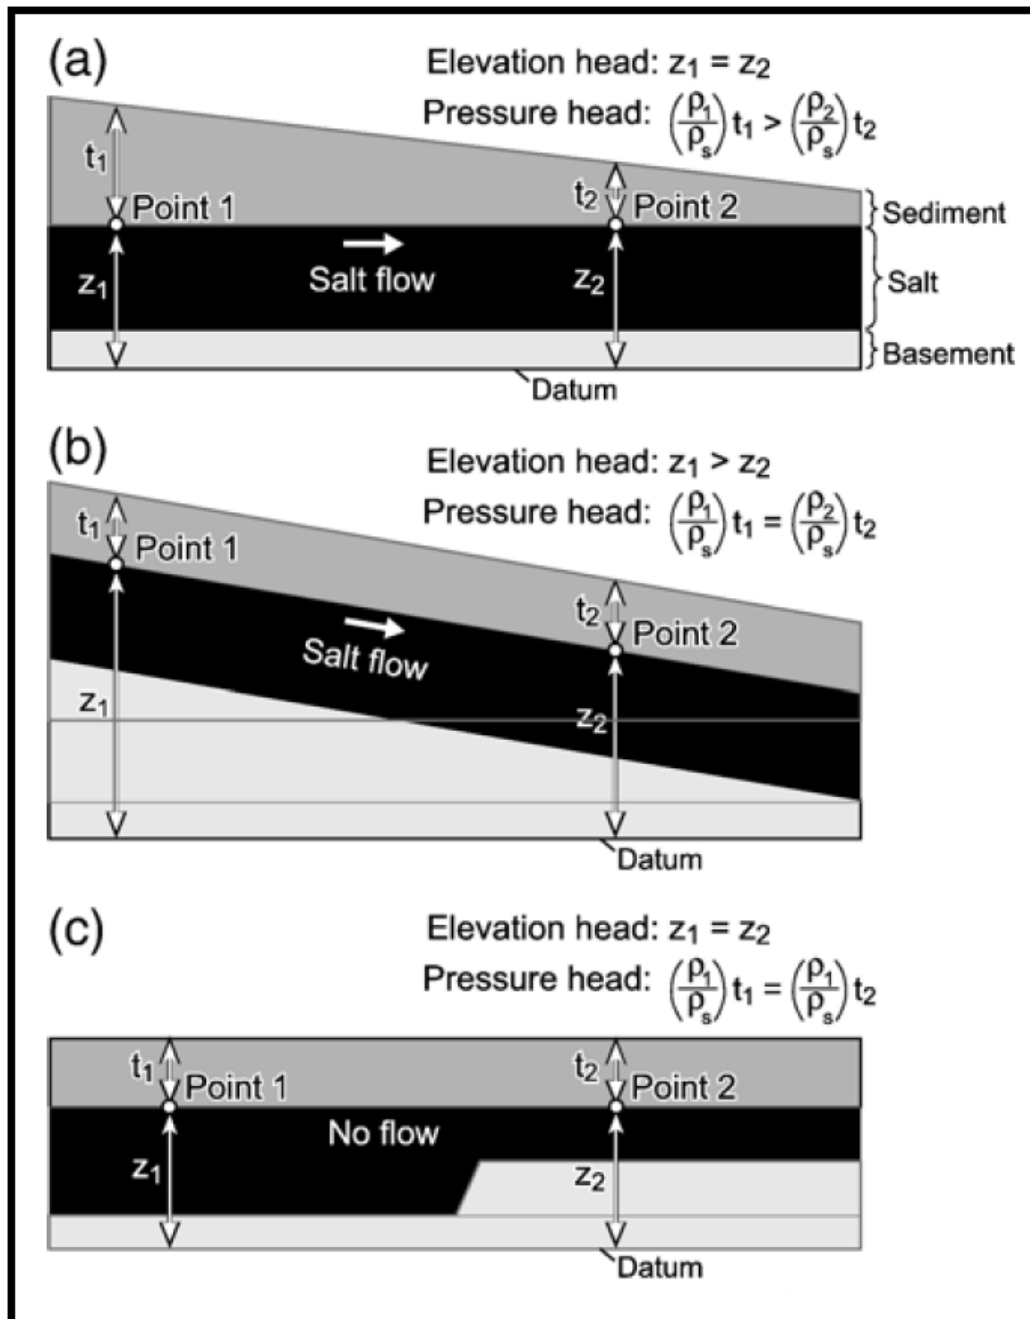 (a)
Elevation head: z₁ = z₂
Pressure head: (ρ₁/ρₛ) t₁ > (ρ₂/ρₛ) t₂
t₁
Point 1
t₂
Point 2
Sediment
z₁
Salt flow
z₂
Salt
Basement
Datum
(b)
Elevation head: z₁ > z₂
Pressure head: (ρ₁/ρₛ) t₁ = (ρ₂/ρₛ) t₂
t₁
Point 1
t₂
Point 2
Salt flow
z₁
z₂
Datum
(c)
Elevation head: z₁ = z₂
Pressure head: (ρ₁/ρₛ) t₁ = (ρ₁/ρₛ) t₂
t₁
Point 1
t₂
Point 2
No flow
z₁
z₂
Datum